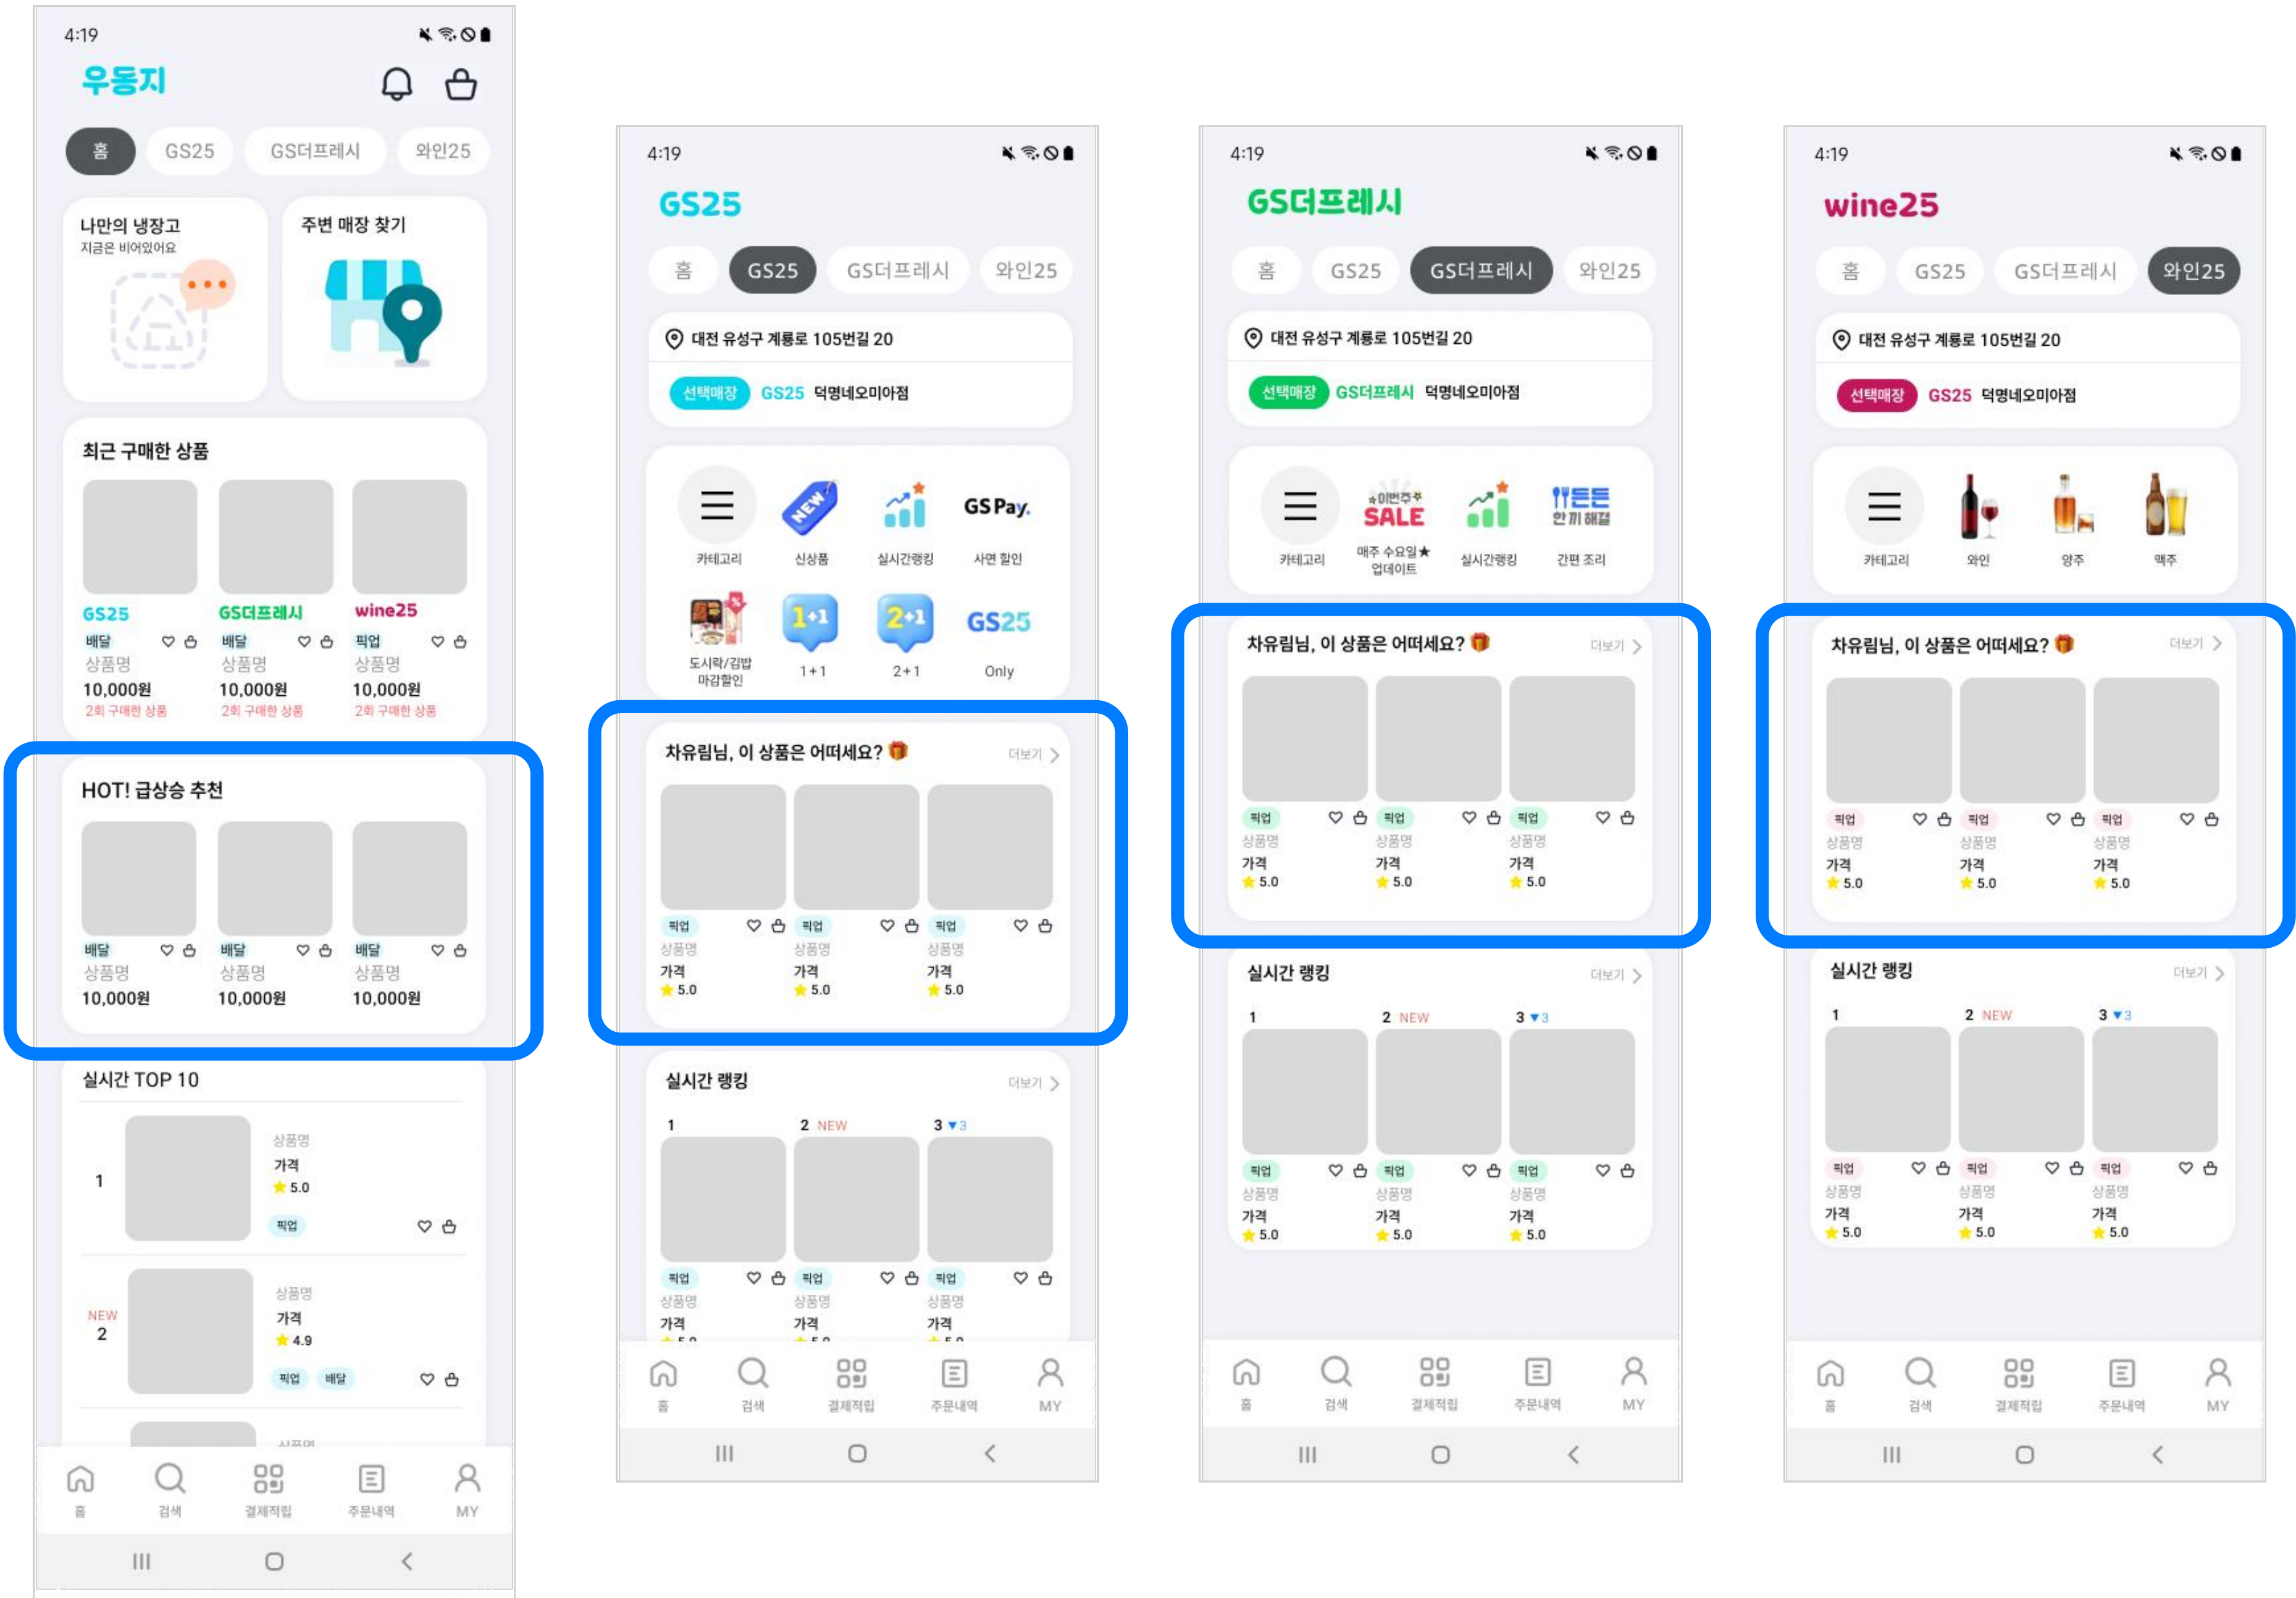 4:19
우동지
홈 GS25 GS더프레시 와인25
나만의 냉장고
지금은 비어있어요
주변 매장 찾기
최근 구매한 상품
GS25 GS더프레시 wine25
배달 배달 픽업
상품명 상품명 상품명
10,000원 10,000원 10,000원
2회 구매한 상품 2회 구매한 상품 2회 구매한 상품
HOT! 급상승 추천
배달 배달 배달
상품명 상품명 상품명
10,000원 10,000원 10,000원
실시간 TOP 10
1
상품명
가격
5.0
픽업
NEW
2
상품명
가격
4.9
픽업 배달
상품명
홈 검색 결제적립 주문내역 MY
4:19
GS25
홈 GS25 GS더프레시 와인25
대전 유성구 계룡로 105번길 20
선택매장 GS25 덕명네오미아점
NEW
GS Pay.
카테고리 신상품 실시간랭킹 사면 할인
1+1 2+1 GS25
도시락/김밥
마감할인
1+1 2+1 Only
차유림님, 이 상품은 어떠세요? 더보기
픽업 픽업 픽업
상품명 상품명 상품명
가격 가격 가격
5.0 5.0 5.0
실시간 랭킹 더보기
1 2 NEW 3 ▼3
픽업 픽업 픽업
상품명 상품명 상품명
가격 가격 가격
5.0 5.0 5.0
홈 검색 결제적립 주문내역 MY
4:19
GS더프레시
홈 GS25 GS더프레시 와인25
대전 유성구 계룡로 105번길 20
선택매장 GS더프레시 덕명네오미아점
이번주
SALE
든든
한끼해결
카테고리 매주 수요일★ 실시간랭킹 간편 조리
업데이트
차유림님, 이 상품은 어떠세요? 더보기
픽업 픽업 픽업
상품명 상품명 상품명
가격 가격 가격
5.0 5.0 5.0
실시간 랭킹 더보기
1 2 NEW 3 ▼3
픽업 픽업 픽업
상품명 상품명 상품명
가격 가격 가격
5.0 5.0 5.0
홈 검색 결제적립 주문내역 MY
4:19
wine25
홈 GS25 GS더프레시 와인25
대전 유성구 계룡로 105번길 20
선택매장 GS25 덕명네오미아점
카테고리 와인 양주 맥주
차유림님, 이 상품은 어떠세요? 더보기
픽업 픽업 픽업
상품명 상품명 상품명
가격 가격 가격
5.0 5.0 5.0
실시간 랭킹 더보기
1 2 NEW 3 ▼3
픽업 픽업 픽업
상품명 상품명 상품명
가격 가격 가격
5.0 5.0 5.0
홈 검색 결제적립 주문내역 MY